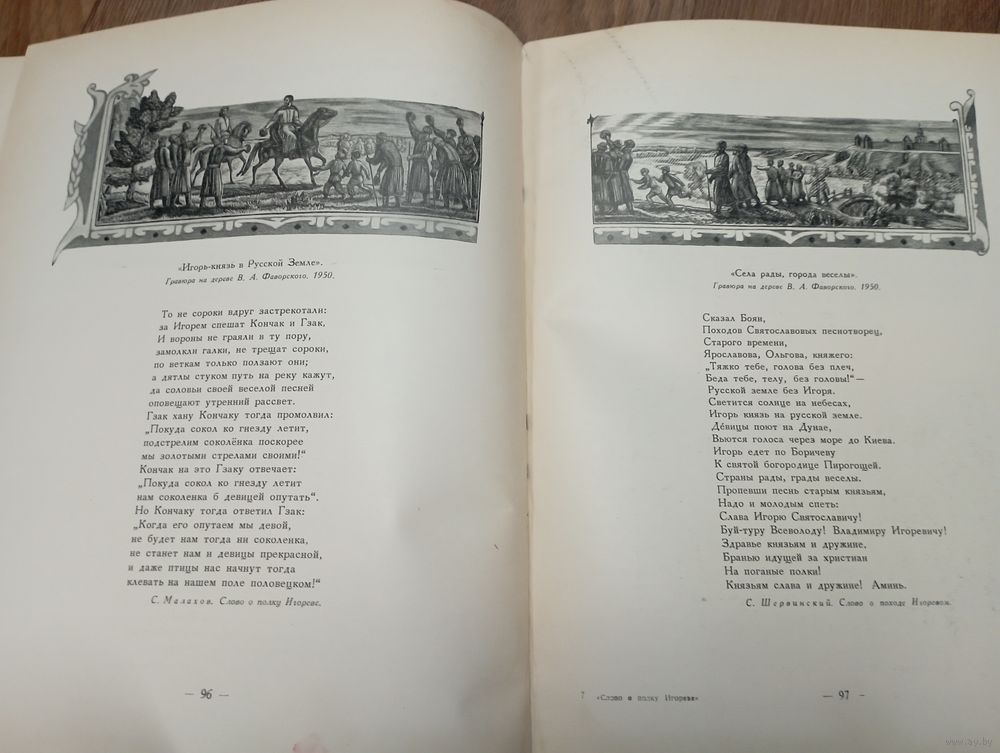 «Игорь-князь в Русской Земле».
Гравюра на дереве В. А. Фаворского, 1950.
То не сороки вдруг застрекотали:
за Игорем спешат Кончак и Гзак,
И вороны не граяли в ту пору,
замолкли галки, не трещат сороки,
по веткам только ползают они;
а дятлы стуком путь на реку кажут,
да соловьи своей веселой песней
оповещают утренний рассвет.
Гзак хану Кончаку тогда промолвил:
„Покуда сокол ко гнезду летит,
подстрелим соколёнка поскорее
мы золотыми стрелами своими!“
Кончак на это Гзаку отвечает:
„Покуда сокол ко гнезду летит
нам соколенка б девицей опутать“.
Но Кончаку тогда ответил Гзак:
„Когда его опутаем мы девой,
не будет нам тогда ни соколенка,
не станет нам и девицы прекрасной,
и даже птицы нас начнут тогда
клевать на нашем поле половецком!“
С. Малахов. Слово о полку Игореве.
— 96 —
«Села рады, города веселы».
Гравюра на дереве В. А. Фаворского. 1950.
Сказал Боян,
Походов Святославовых песнотворец,
Старого времени,
Ярославова, Ольгова, княжего:
„Тяжко тебе, голова без плеч,
Беда тебе, телу, без головы!“—
Русской земле без Игоря.
Светится солнце на небесах,
Игорь князь на русской земле.
Де́вицы поют на Дунае,
Вьются голоса через море до Киева.
Игорь едет по Боричеву
К святой богородице Пирогощей.
Страны рады, грады веселы.
Пропевши песнь старым князьям,
Надо и молодым спеть:
Слава Игорю Святославичу!
Буй-туру Всеволоду! Владимиру Игоревичу!
Здравье князьям и дружине,
Бранью идущей за христиан
На поганые полки!
Князьям слава и дружине! Аминь.
С. Шервинский. Слово о походе Игоревом.
7 «Слово о полку Игореве»
— 97 —
www.ay.by